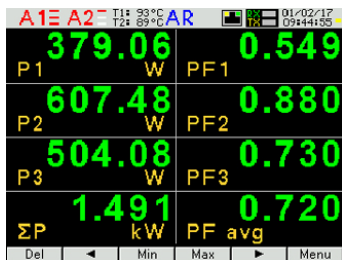 A1 A2 T1: 93°C T2: 89°C AR RX TX 01/02/17 09:44:55
379.06 0.549
P1 W PF1
607.48 0.880
P2 W PF2
504.08 0.730
P3 W PF3
1.491 0.720
ΣP kW PF avg
Del ◄ Min Max ► Menu